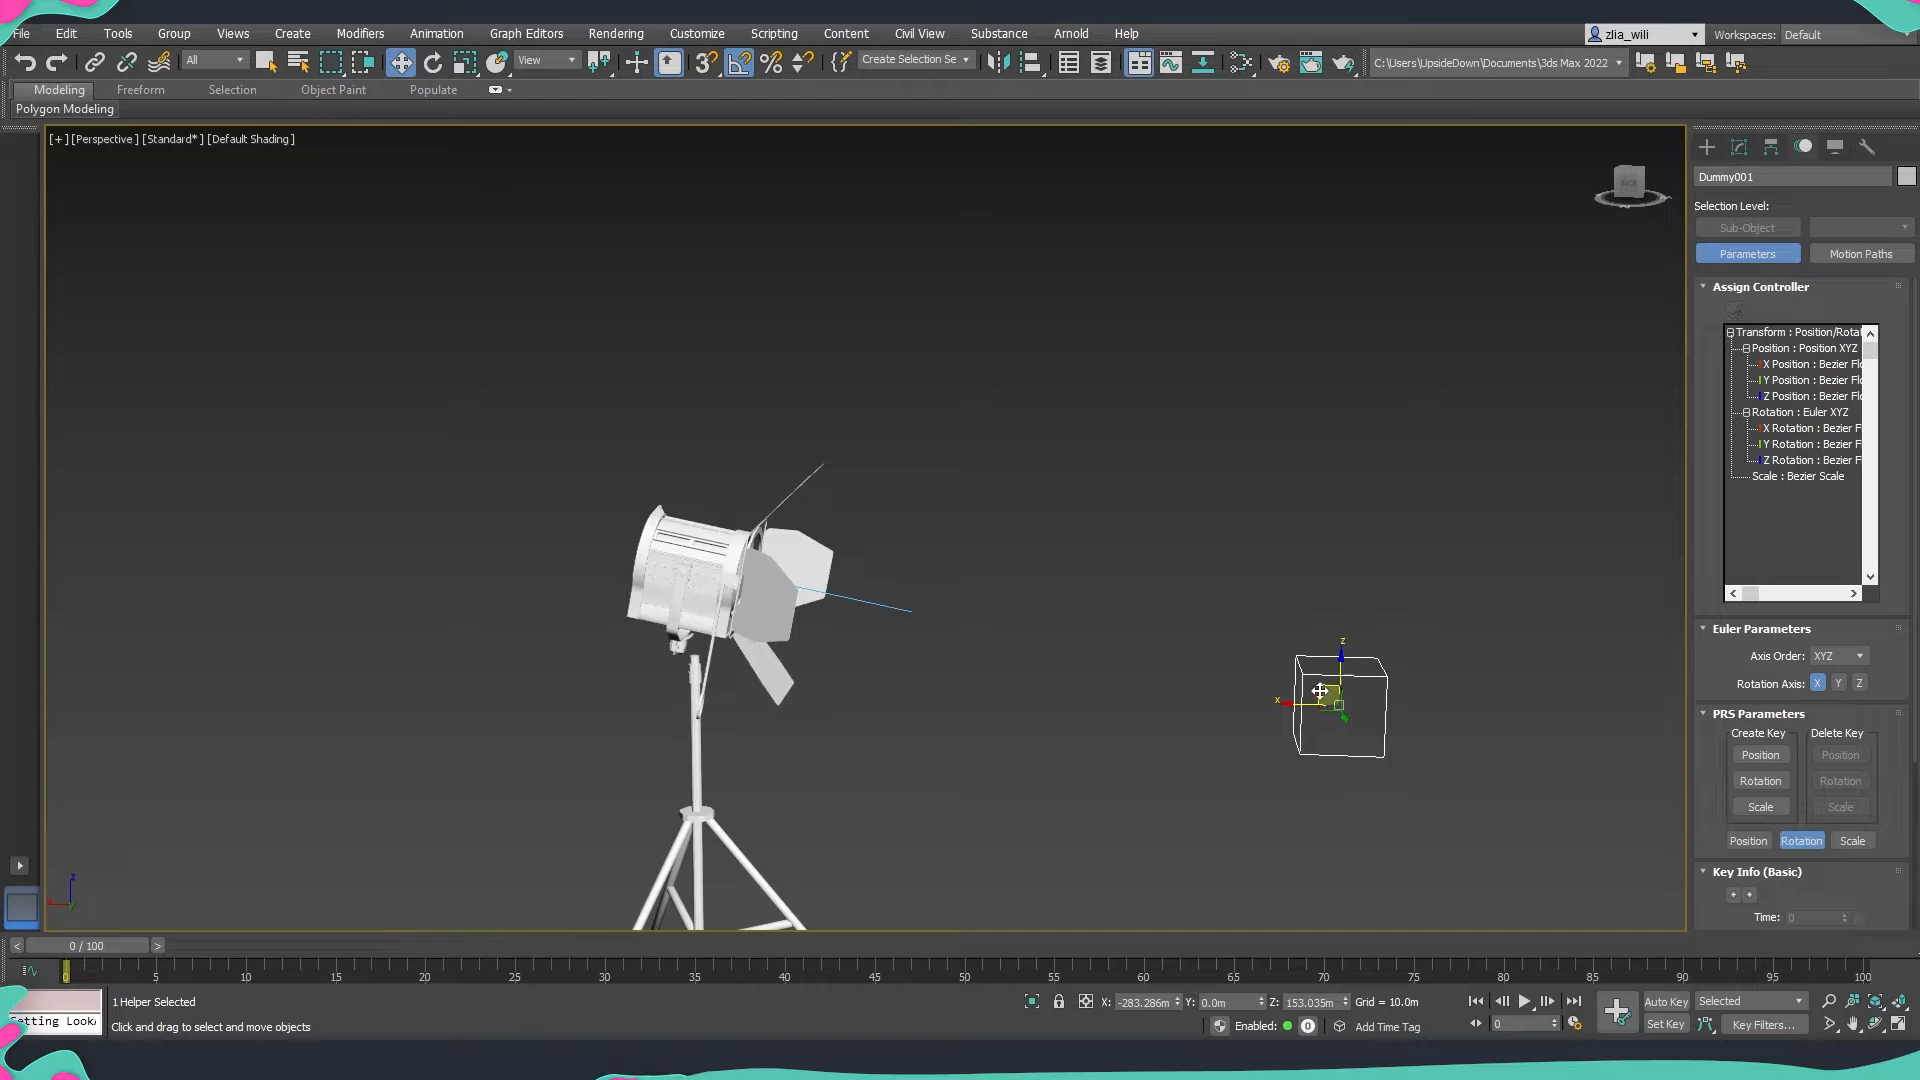 File Edit Tools Group Views Create Modifiers Animation Graph Editors Rendering Customize Scripting Content Civil View Substance Arnold Help zlia_wili Workspaces: Default
All View Create Selection Se C:\Users\UpsideDown\Documents\3ds Max 2022
Modeling Freeform Selection Object Paint Populate
Polygon Modeling
[+] [Perspective] [Standard*] [Default Shading]
BACK
Dummy001
Selection Level:
Sub-Object
Parameters Motion Paths
Assign Controller
Transform : Position/Rotat
Position : Position XYZ
X Position : Bezier Flo
Y Position : Bezier Flo
Z Position : Bezier Flo
Rotation : Euler XYZ
X Rotation : Bezier F
Y Rotation : Bezier F
Z Rotation : Bezier F
Scale : Bezier Scale
Euler Parameters
Axis Order: XYZ
Rotation Axis: X Y Z
PRS Parameters
Create Key Delete Key
Position Position
Rotation Rotation
Scale Scale
Position Rotation Scale
Key Info (Basic)
Time: 0
z
x
z
x
y
< 0 / 100 >
0 5 10 15 20 25 30 35 40 45 50 55 60 65 70 75 80 85 90 95 100
1 Helper Selected
X: -283.286m Y: 0.0m Z: 153.035m Grid = 10.0m
Auto Key Selected
etting Look
Click and drag to select and move objects
Enabled: 0 Add Time Tag
0
Set Key Key Filters...